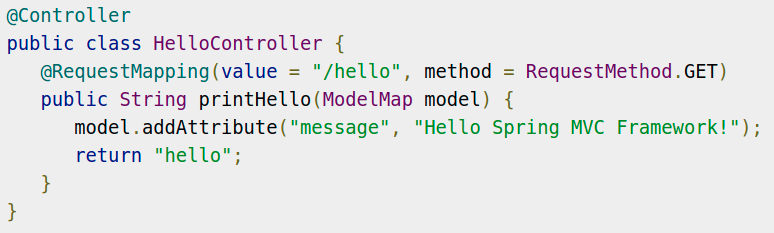 @Controller
public class HelloController {
   @RequestMapping(value = "/hello", method = RequestMethod.GET)
   public String printHello(ModelMap model) {
      model.addAttribute("message", "Hello Spring MVC Framework!");
      return "hello";
   }
}